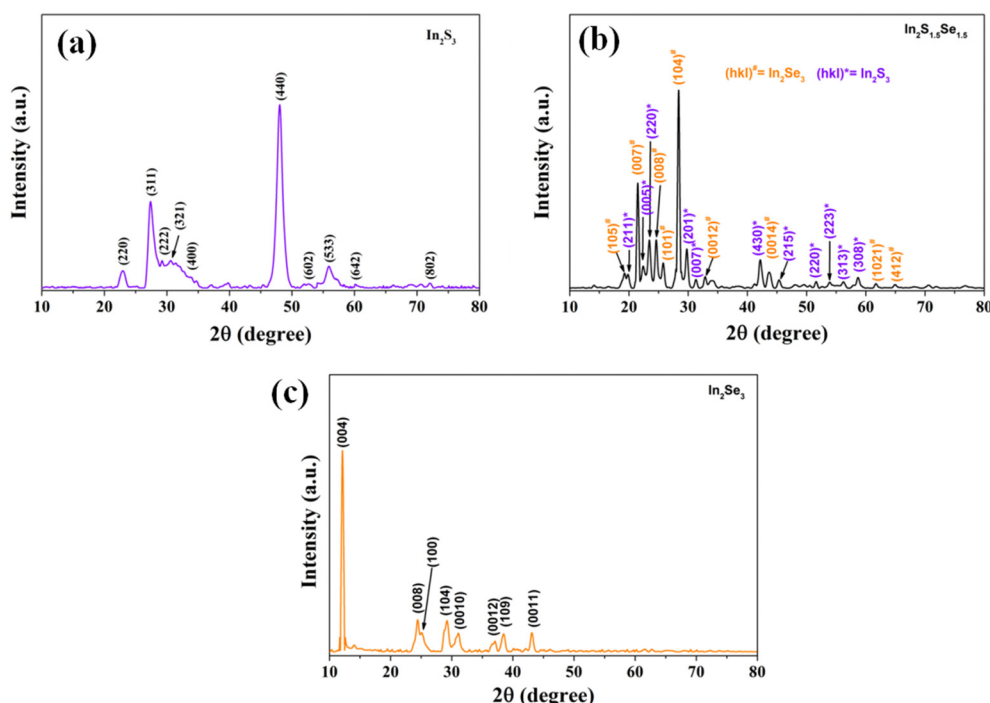 (a)
In₂S₃
Intensity (a.u.)
(220)
(311)
(222)
(321)
(400)
(440)
(602)
(533)
(642)
(802)
10 20 30 40 50 60 70 80
2θ (degree)
(b)
In₂S₁.₅Se₁.₅
(hkl)#= In₂Se₃ (hkl)*= In₂S₃
Intensity (a.u.)
(105)#
(211)*
(007)#
(005)*
(220)*
(008)#
(101)#
(104)#
(201)*
(007)*
(0012)#
(430)*
(0014)#
(215)*
(220)*
(223)*
(313)*
(308)*
(1021)#
(412)#
10 20 30 40 50 60 70 80
2θ (degree)
(c)
In₂Se₃
Intensity (a.u.)
(004)
(008)
(100)
(104)
(0010)
(0012)
(109)
(0011)
10 20 30 40 50 60 70 80
2θ (degree)